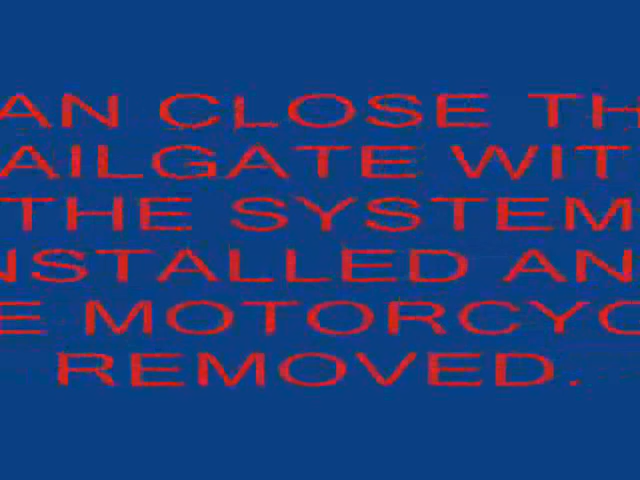 AN CLOSE TH
AILGATE WIT
THE SYSTEM
NSTALLED AN
E MOTORCYC
REMOVED.